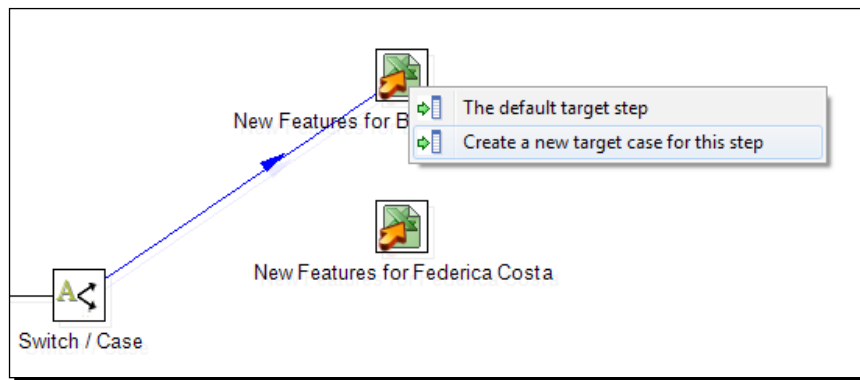 The default target step
New Features for B
Create a new target case for this step
New Features for Federica Costa
A
Switch / Case